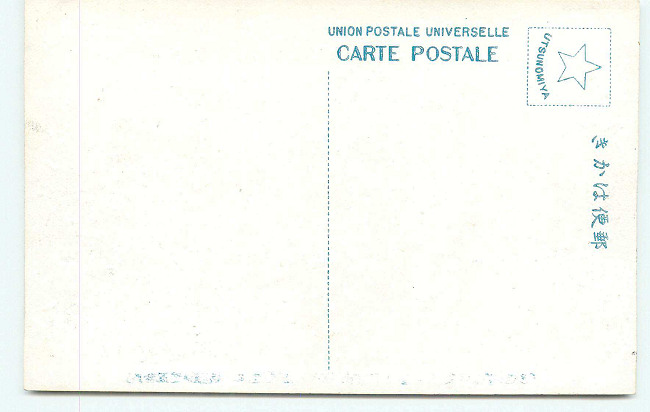 UNION POSTALE UNIVERSELLE
CARTE POSTALE
UTSUNOMIYA
郵便はかき